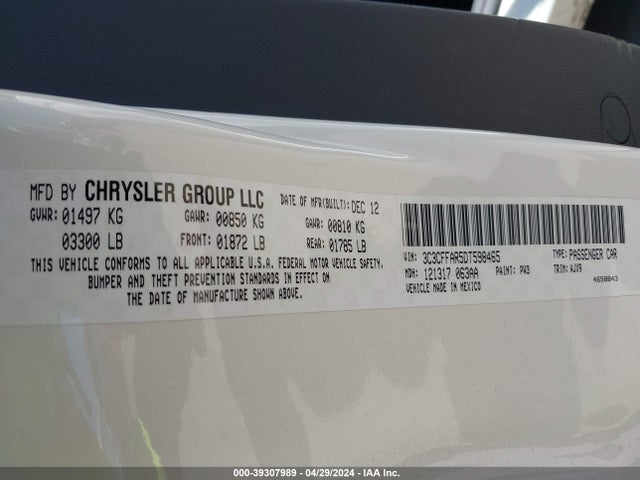 MFD BY CHRYSLER GROUP LLC DATE OF MFR(BUILT): DEC 12
GVWR: 01497 KG GAWR: 00850 KG GAWR: 00810 KG
03300 LB FRONT: 01872 LB REAR: 01785 LB
THIS VEHICLE CONFORMS TO ALL APPLICABLE U.S.A. FEDERAL MOTOR VEHICLE SAFETY,
BUMPER AND THEFT PREVENTION STANDARDS IN EFFECT ON
THE DATE OF MANUFACTURE SHOWN ABOVE.
VIN: 3C3CFFAR5DT598465 TYPE: PASSENGER CAR
MDH: 121317 063AA PAINT: PW3 TRIM: AJX9
VEHICLE MADE IN MEXICO 4658843
000-39307989 / 04/29/2024 - IAA Inc.